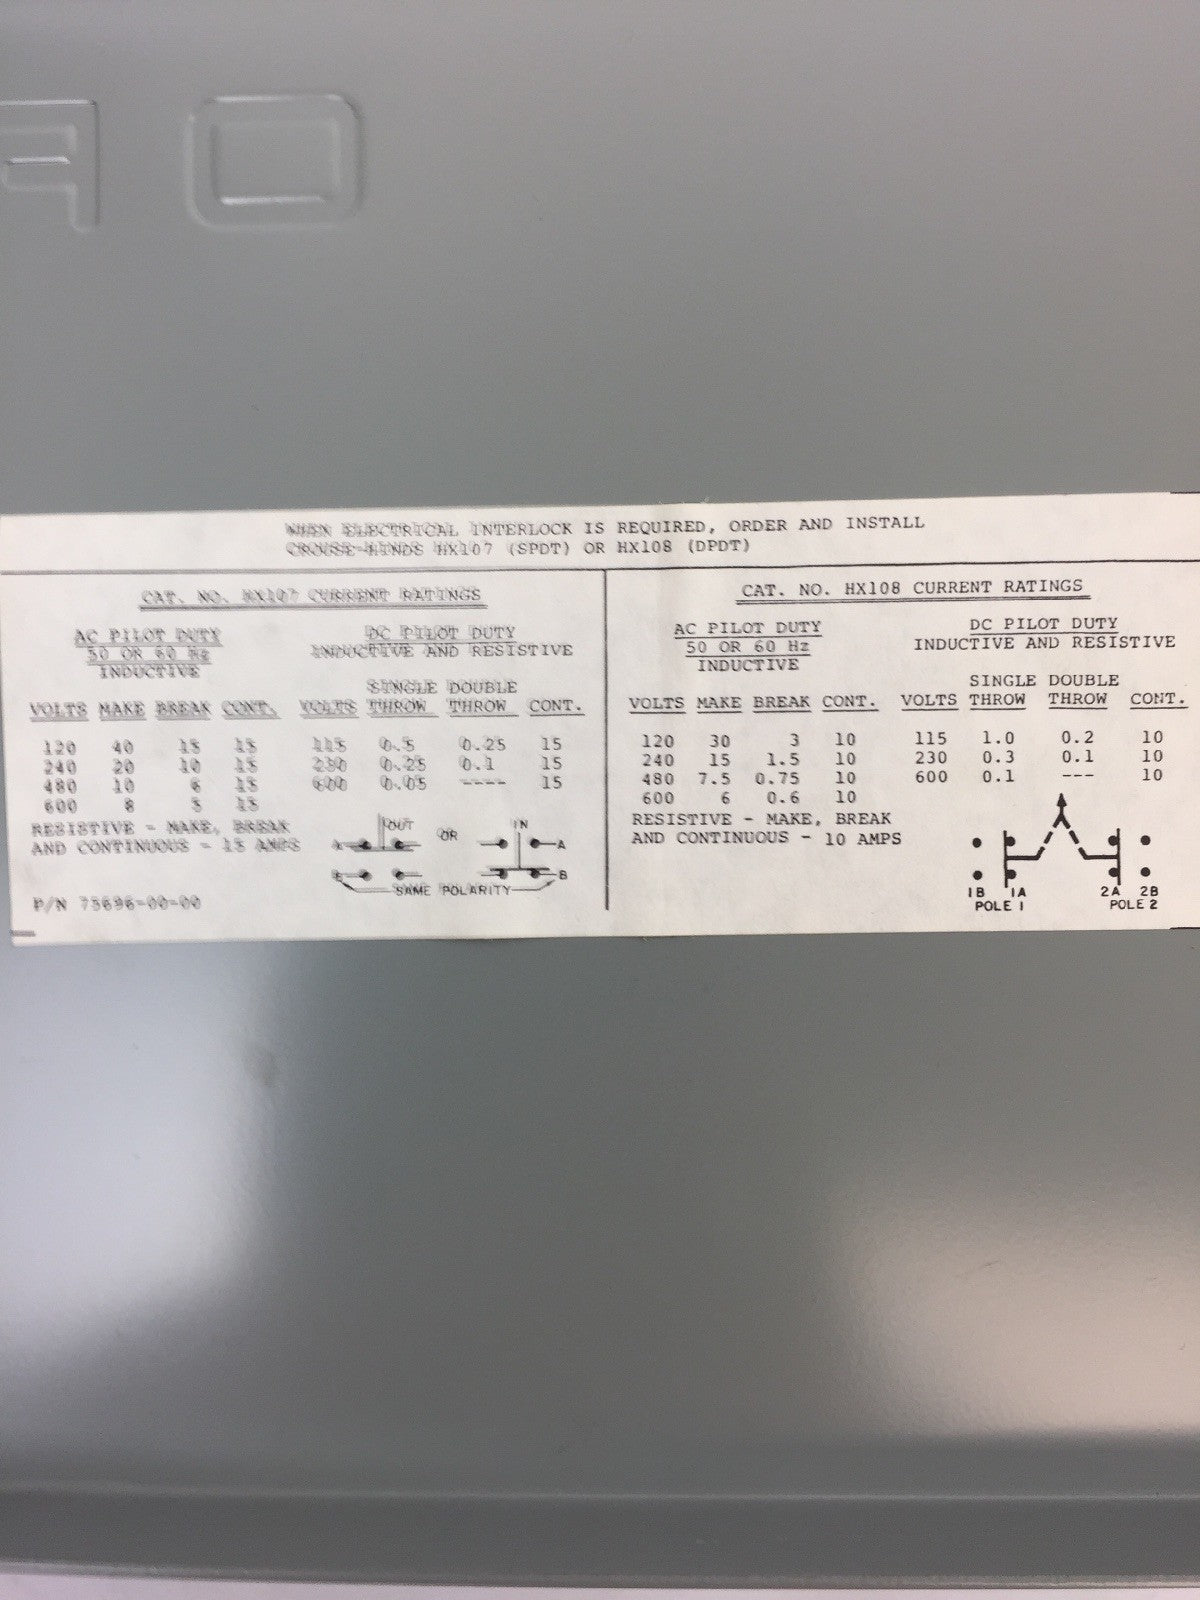 O F
WHEN ELECTRICAL INTERLOCK IS REQUIRED, ORDER AND INSTALL
CROUSE-HINDS HX107 (SPDT) OR HX108 (DPDT)
CAT. NO. HX107 CURRENT RATINGS
AC PILOT DUTY
50 OR 60 Hz
INDUCTIVE
DC PILOT DUTY
INDUCTIVE AND RESISTIVE
SINGLE DOUBLE
VOLTS MAKE BREAK CONT. VOLTS THROW THROW CONT.
120 40 15 15 115 0.5 0.25 15
240 20 10 15 230 0.25 0.1 15
480 10 6 15 600 0.05 ---- 15
600 8 5 15
RESISTIVE - MAKE, BREAK
AND CONTINUOUS - 15 AMPS
OUT OR IN
A A
B B
SAME POLARITY
P/N 75696-00-00
CAT. NO. HX108 CURRENT RATINGS
AC PILOT DUTY
50 OR 60 Hz
INDUCTIVE
DC PILOT DUTY
INDUCTIVE AND RESISTIVE
SINGLE DOUBLE
VOLTS MAKE BREAK CONT. VOLTS THROW THROW CONT.
120 30 3 10 115 1.0 0.2 10
240 15 1.5 10 230 0.3 0.1 10
480 7.5 0.75 10 600 0.1 --- 10
600 6 0.6 10
RESISTIVE - MAKE, BREAK
AND CONTINUOUS - 10 AMPS
1B 1A 2A 2B
POLE 1 POLE 2